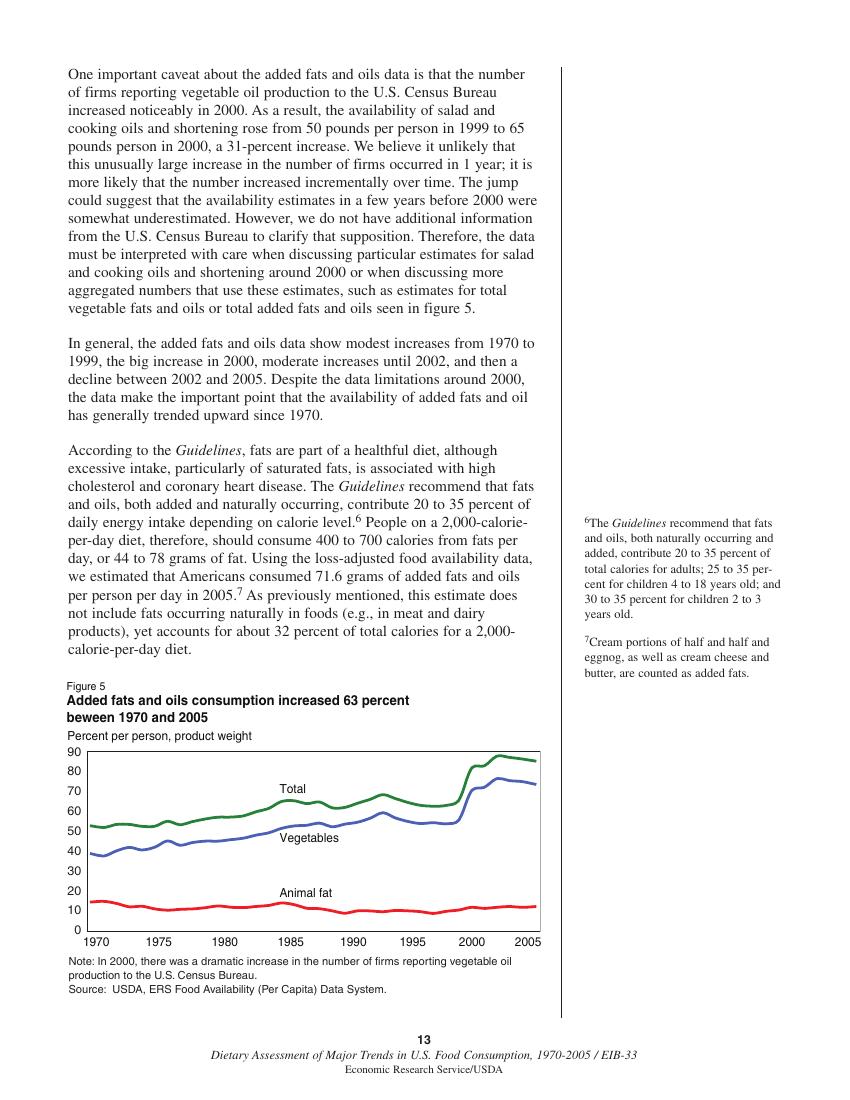 One important caveat about the added fats and oils data is that the number
of firms reporting vegetable oil production to the U.S. Census Bureau
increased noticeably in 2000. As a result, the availability of salad and
cooking oils and shortening rose from 50 pounds per person in 1999 to 65
pounds person in 2000, a 31-percent increase. We believe it unlikely that
this unusually large increase in the number of firms occurred in 1 year; it is
more likely that the number increased incrementally over time. The jump
could suggest that the availability estimates in a few years before 2000 were
somewhat underestimated. However, we do not have additional information
from the U.S. Census Bureau to clarify that supposition. Therefore, the data
must be interpreted with care when discussing particular estimates for salad
and cooking oils and shortening around 2000 or when discussing more
aggregated numbers that use these estimates, such as estimates for total
vegetable fats and oils or total added fats and oils seen in figure 5.
In general, the added fats and oils data show modest increases from 1970 to
1999, the big increase in 2000, moderate increases until 2002, and then a
decline between 2002 and 2005. Despite the data limitations around 2000,
the data make the important point that the availability of added fats and oil
has generally trended upward since 1970.
According to the Guidelines, fats are part of a healthful diet, although
excessive intake, particularly of saturated fats, is associated with high
cholesterol and coronary heart disease. The Guidelines recommend that fats
and oils, both added and naturally occurring, contribute 20 to 35 percent of
daily energy intake depending on calorie level.6 People on a 2,000-calorie-
per-day diet, therefore, should consume 400 to 700 calories from fats per
day, or 44 to 78 grams of fat. Using the loss-adjusted food availability data,
we estimated that Americans consumed 71.6 grams of added fats and oils
per person per day in 2005.7 As previously mentioned, this estimate does
not include fats occurring naturally in foods (e.g., in meat and dairy
products), yet accounts for about 32 percent of total calories for a 2,000-
calorie-per-day diet.
6The Guidelines recommend that fats
and oils, both naturally occurring and
added, contribute 20 to 35 percent of
total calories for adults; 25 to 35 per-
cent for children 4 to 18 years old; and
30 to 35 percent for children 2 to 3
years old.
7Cream portions of half and half and
eggnog, as well as cream cheese and
butter, are counted as added fats.
Figure 5
Added fats and oils consumption increased 63 percent
beween 1970 and 2005
Percent per person, product weight
90
80
70
60
50
40
30
20
10
0
Total
Vegetables
Animal fat
1970 1975 1980 1985 1990 1995 2000 2005
Note: In 2000, there was a dramatic increase in the number of firms reporting vegetable oil
production to the U.S. Census Bureau.
Source: USDA, ERS Food Availability (Per Capita) Data System.
13
Dietary Assessment of Major Trends in U.S. Food Consumption, 1970-2005 / EIB-33
Economic Research Service/USDA